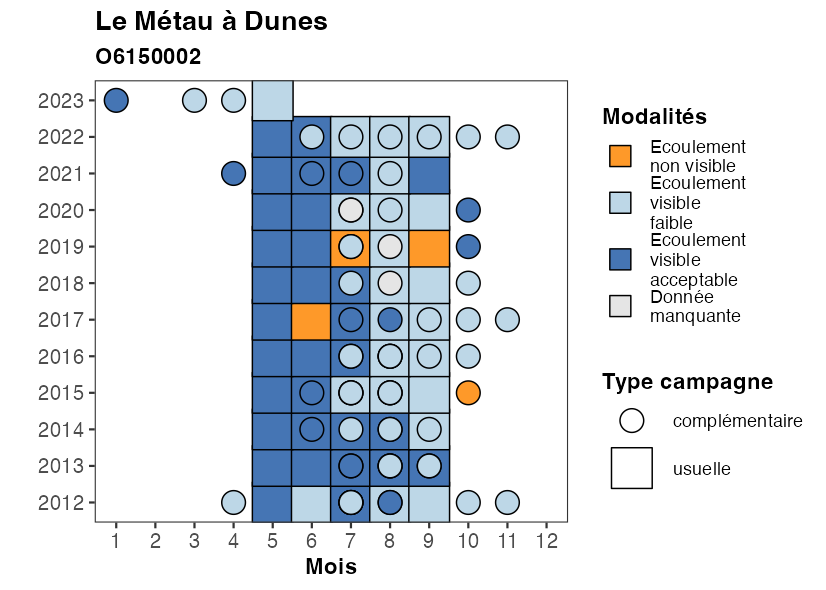 Le Métau à Dunes
O6150002
2023
2022
2021
2020
2019
2018
2017
2016
2015
2014
2013
2012
1 2 3 4 5 6 7 8 9 10 11 12
Mois
Modalités
Ecoulement
non visible
Ecoulement
visible
faible
Ecoulement
visible
acceptable
Donnée
manquante
Type campagne
complémentaire
usuelle